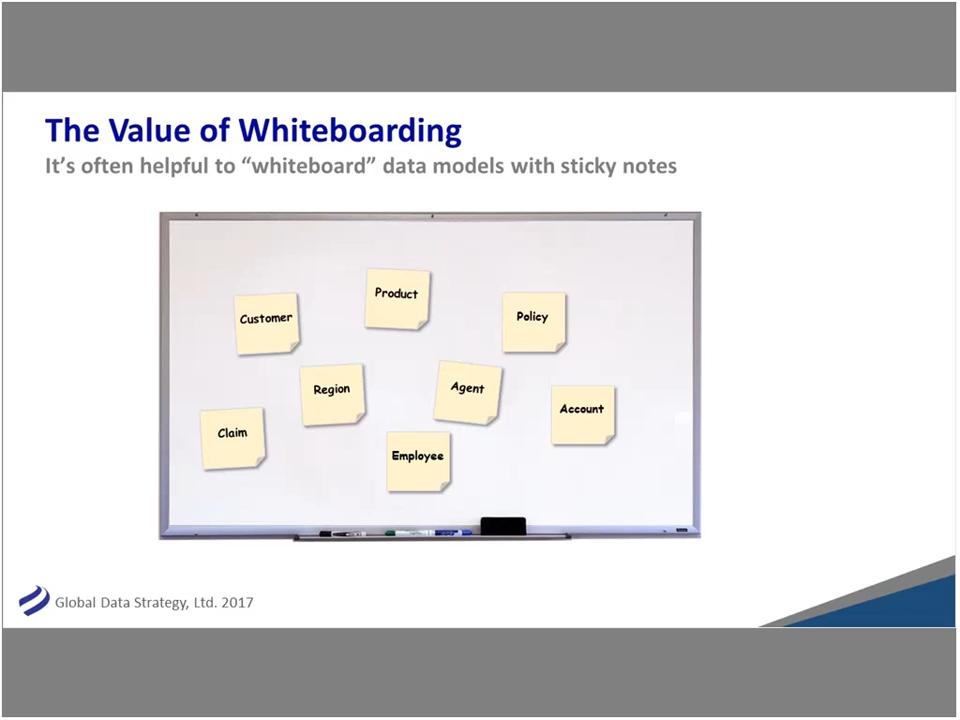 The Value of Whiteboarding
It's often helpful to “whiteboard” data models with sticky notes
Product
Customer
Policy
Region
Agent
Account
Claim
Employee
Global Data Strategy, Ltd. 2017